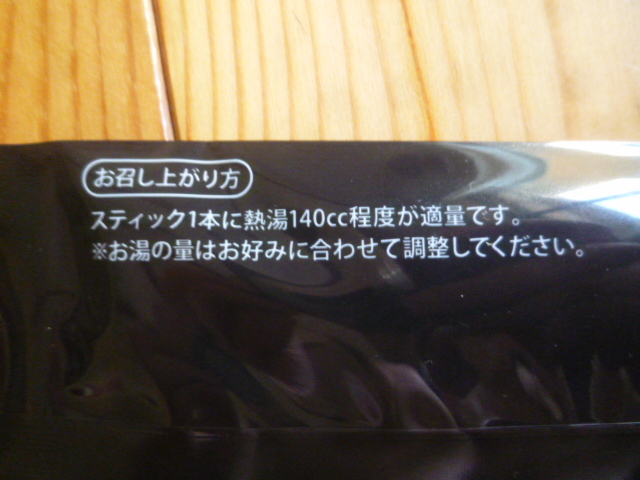 お召し上がり方
スティック1本に熱湯140cc程度が適量です。
※お湯の量はお好みに合わせて調整してください。